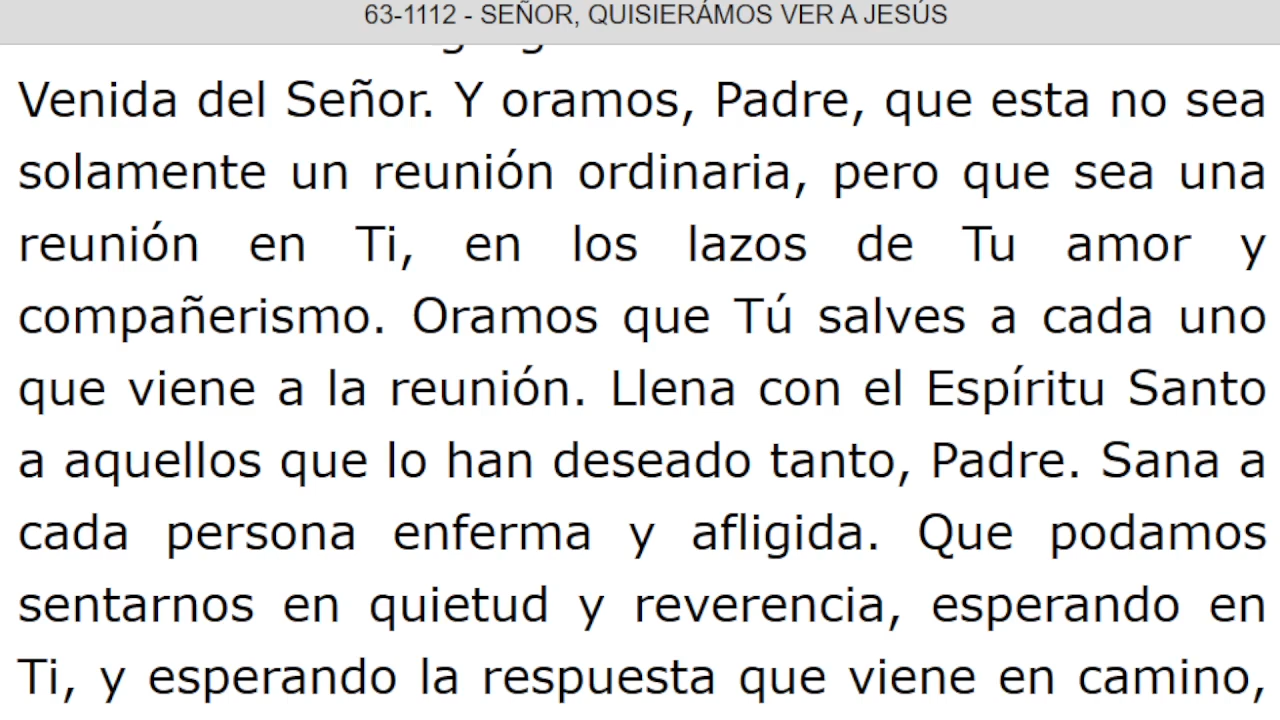 63-1112 - SEÑOR, QUISIERÁMOS VER A JESÚS
Venida del Señor. Y oramos, Padre, que esta no sea
solamente un reunión ordinaria, pero que sea una
reunión en Ti, en los lazos de Tu amor y
compañerismo. Oramos que Tú salves a cada uno
que viene a la reunión. Llena con el Espíritu Santo
a aquellos que lo han deseado tanto, Padre. Sana a
cada persona enferma y afligida. Que podamos
sentarnos en quietud y reverencia, esperando en
Ti, y esperando la respuesta que viene en camino,